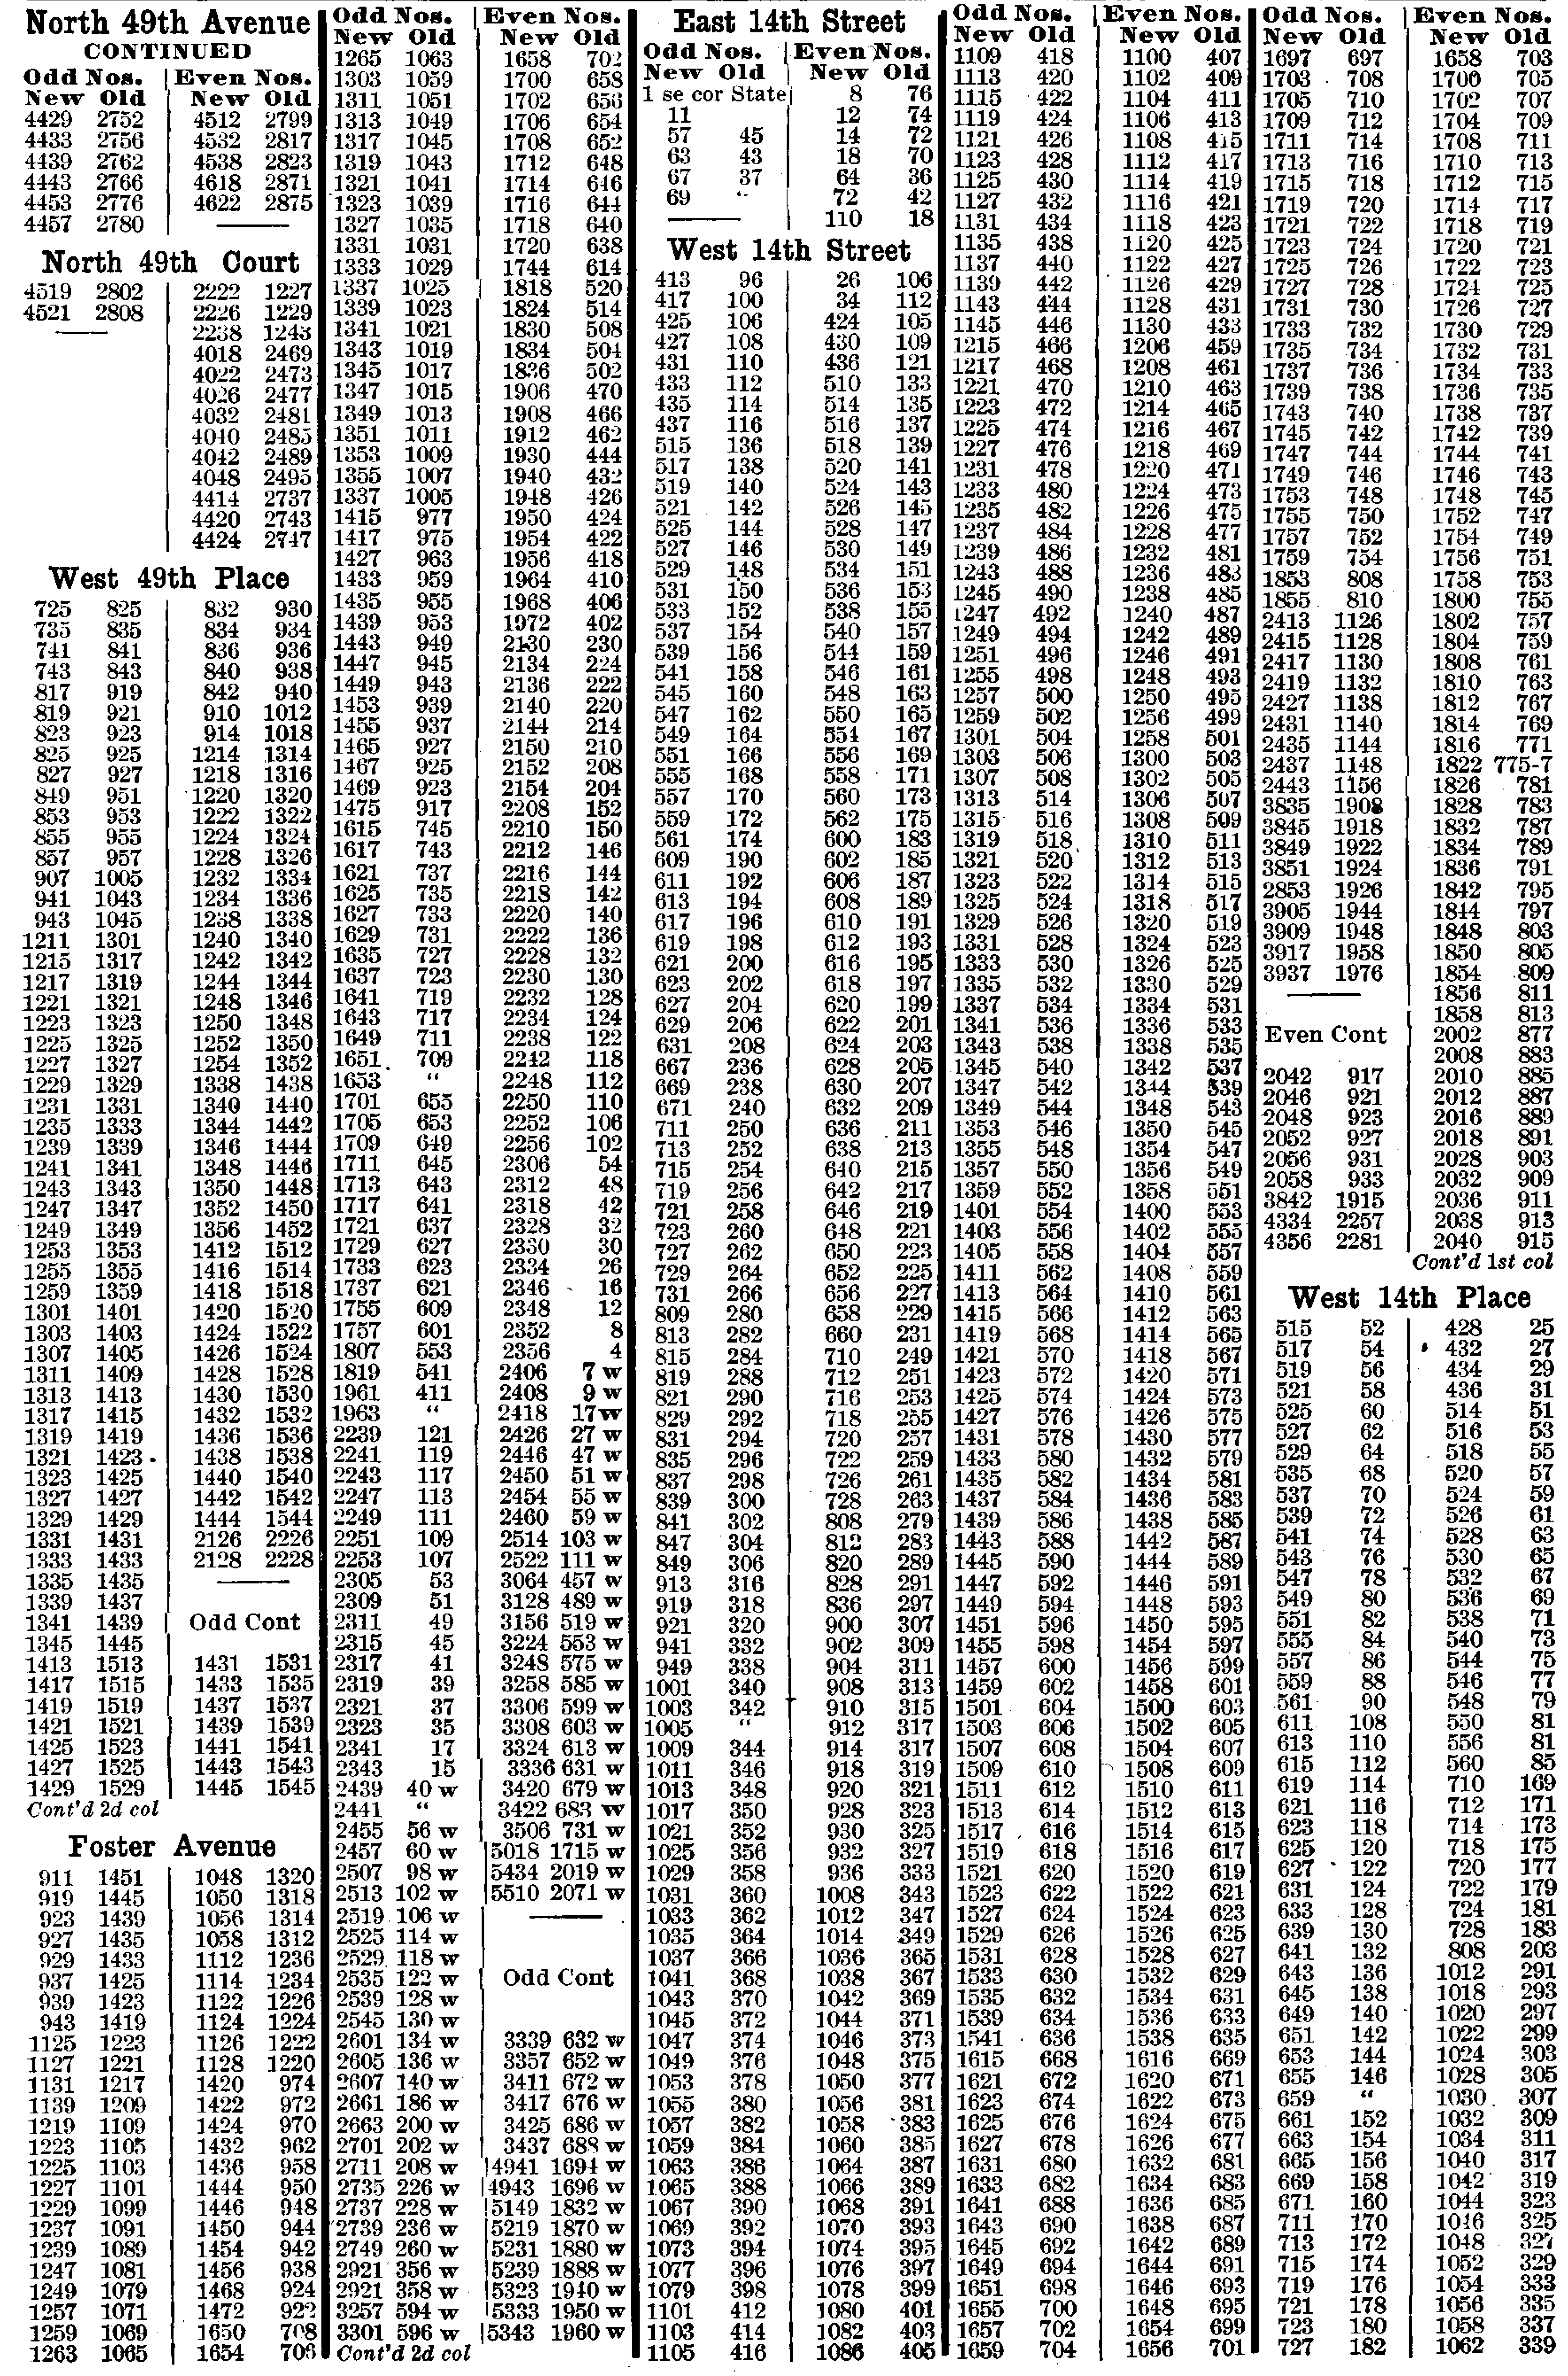 North 49th Avenue
CONTINUED
Odd Nos. Even Nos.
New Old New Old
4429 2752 4512 2799
4433 2756 4532 2817
4439 2762 4538 2823
4443 2766 4618 2871
4453 2776 4622 2875
4457 2780
North 49th Court
4519 2802 2222 1227
4521 2808 2226 1229
2238 1243
4018 2469
4022 2473
4026 2477
4032 2481
4040 2485
4042 2489
4048 2495
4414 2737
4420 2743
4424 2747
West 49th Place
725 825 832 930
735 835 834 934
741 841 836 936
743 843 840 938
817 919 842 940
819 921 910 1012
823 923 914 1018
825 925 1214 1314
827 927 1218 1316
849 951 1220 1320
853 953 1222 1322
855 955 1224 1324
857 957 1228 1326
907 1005 1232 1334
941 1043 1234 1336
943 1045 1238 1338
1211 1301 1240 1340
1215 1317 1242 1342
1217 1319 1244 1344
1221 1321 1248 1346
1223 1323 1250 1348
1225 1325 1252 1350
1227 1327 1254 1352
1229 1329 1338 1438
1231 1331 1340 1440
1235 1333 1344 1442
1239 1339 1346 1444
1241 1341 1348 1446
1243 1343 1350 1448
1247 1347 1352 1450
1249 1349 1356 1452
1253 1353 1412 1512
1255 1355 1416 1514
1259 1359 1418 1518
1301 1401 1420 1520
1303 1403 1424 1522
1307 1405 1426 1524
1311 1409 1428 1528
1313 1413 1430 1530
1317 1415 1432 1532
1319 1419 1436 1536
1321 1423 1438 1538
1323 1425 1440 1540
1327 1427 1442 1542
1329 1429 1444 1544
1331 1431 2126 2226
1333 1433 2128 2228
1335 1435
1339 1437
1341 1439 Odd Cont
1345 1445
1413 1513 1431 1531
1417 1515 1433 1535
1419 1519 1437 1537
1421 1521 1439 1539
1425 1523 1441 1541
1427 1525 1443 1543
1429 1529 1445 1545
Cont'd 2d col
Foster Avenue
911 1451 1048 1320
919 1445 1050 1318
923 1439 1056 1314
927 1435 1058 1312
929 1433 1112 1236
937 1425 1114 1234
939 1423 1122 1226
943 1419 1124 1224
1125 1223 1126 1222
1127 1221 1128 1220
1131 1217 1420 974
1139 1209 1422 972
1219 1109 1424 970
1223 1105 1432 962
1225 1103 1436 958
1227 1101 1444 950
1229 1099 1446 948
1237 1091 1450 944
1239 1089 1454 942
1247 1081 1456 938
1249 1079 1468 924
1257 1071 1472 922
1259 1069 1650 708
1263 1065 1654 706
Odd Nos. Even Nos.
New Old New Old
1265 1063 1658 702
1303 1059 1700 658
1311 1051 1702 656
1313 1049 1706 654
1317 1045 1708 652
1319 1043 1712 648
1321 1041 1714 646
1323 1039 1716 644
1327 1035 1718 640
1331 1031 1720 638
1333 1029 1744 614
1337 1025 1818 520
1339 1023 1824 514
1341 1021 1830 508
1343 1019 1834 504
1345 1017 1836 502
1347 1015 1906 470
1349 1013 1908 466
1351 1011 1912 462
1353 1009 1930 444
1355 1007 1940 432
1337 1005 1948 426
1415 977 1950 424
1417 975 1954 422
1427 963 1956 418
1433 959 1964 410
1435 955 1968 406
1439 953 1972 402
1443 949 2130 230
1447 945 2134 224
1449 943 2136 222
1453 939 2140 220
1455 937 2144 214
1465 927 2150 210
1467 925 2152 208
1469 923 2154 204
1475 917 2208 152
1615 745 2210 150
1617 743 2212 146
1621 737 2216 144
1625 735 2218 142
1627 733 2220 140
1629 731 2222 136
1635 727 2228 132
1637 723 2230 130
1641 719 2232 128
1643 717 2234 124
1649 711 2238 122
1651 709 2242 118
1653 “ 2248 112
1701 655 2250 110
1705 653 2252 106
1709 649 2256 102
1711 645 2306 54
1713 643 2312 48
1717 641 2318 42
1721 637 2328 32
1729 627 2330 30
1733 623 2334 26
1737 621 2346 16
1755 609 2348 12
1757 601 2352 8
1807 553 2356 4
1819 541 2406 7 w
1961 411 2408 9 w
1963 “ 2418 17 w
2239 121 2426 27 w
2241 119 2446 47 w
2243 117 2450 51 w
2247 113 2454 55 w
2249 111 2460 59 w
2251 109 2514 103 w
2253 107 2522 111 w
2305 53 3064 457 w
2309 51 3128 489 w
2311 49 3156 519 w
2315 45 3224 553 w
2317 41 3248 575 w
2319 39 3258 585 w
2321 37 3306 599 w
2323 35 3308 603 w
2341 17 3324 613 w
2343 15 3336 631 w
2439 40 w 3420 679 w
2441 “ 3422 683 w
2455 56 w 3506 731 w
2457 60 w 5018 1715 w
2507 98 w 5434 2019 w
2513 102 w 5510 2071 w
2519 106 w
2525 114 w
2529 118 w
2535 122 w Odd Cont
2539 128 w
2545 130 w
2601 134 w 3339 632 w
2605 136 w 3357 652 w
2607 140 w 3411 672 w
2661 186 w 3417 676 w
2663 200 w 3425 686 w
2701 202 w 3437 688 w
2711 208 w 4941 1694 w
2735 226 w 4943 1696 w
2737 228 w 5149 1832 w
2739 236 w 5219 1870 w
2749 260 w 5231 1880 w
2921 356 w 5239 1888 w
2921 358 w 5323 1940 w
3257 594 w 5333 1950 w
3301 596 w 5343 1960 w
Cont'd 2d col
East 14th Street
Odd Nos. Even Nos.
New Old New Old
1 se cor State 8 76
11 12 74
57 45 14 72
63 43 18 70
67 37 64 36
69 “ 72 42
110 18
West 14th Street
413 96 26 106
417 100 34 112
425 106 424 105
427 108 430 109
431 110 436 121
433 112 510 133
435 114 514 135
437 116 516 137
515 136 518 139
517 138 520 141
519 140 524 143
521 142 526 145
525 144 528 147
527 146 530 149
529 148 534 151
531 150 536 153
533 152 538 155
537 154 540 157
539 156 544 159
541 158 546 161
545 160 548 163
547 162 550 165
549 164 554 167
551 166 556 169
555 168 558 171
557 170 560 173
559 172 562 175
561 174 600 183
609 190 602 185
611 192 606 187
613 194 608 189
617 196 610 191
619 198 612 193
621 200 616 195
623 202 618 197
627 204 620 199
629 206 622 201
631 208 624 203
667 236 628 205
669 238 630 207
671 240 632 209
711 250 636 211
713 252 638 213
715 254 640 215
719 256 642 217
721 258 646 219
723 260 648 221
727 262 650 223
729 264 652 225
731 266 656 227
809 280 658 229
813 282 660 231
815 284 710 249
819 288 712 251
821 290 716 253
829 292 718 255
831 294 720 257
835 296 722 259
837 298 726 261
839 300 728 263
841 302 808 279
847 304 812 283
849 306 820 289
913 316 828 291
919 318 836 297
921 320 900 307
941 332 902 309
949 338 904 311
1001 340 908 313
1003 342 910 315
1005 “ 912 317
1009 344 914 317
1011 346 918 319
1013 348 920 321
1017 350 928 323
1021 352 930 325
1025 356 932 327
1029 358 936 333
1031 360 1008 343
1033 362 1012 347
1035 364 1014 349
1037 366 1036 365
1041 368 1038 367
1043 370 1042 369
1045 372 1044 371
1047 374 1046 373
1049 376 1048 375
1053 378 1050 377
1055 380 1056 381
1057 382 1058 383
1059 384 1060 385
1063 386 1064 387
1065 388 1066 389
1067 390 1068 391
1069 392 1070 393
1073 394 1074 395
1077 396 1076 397
1079 398 1078 399
1101 412 1080 401
1103 414 1082 403
1105 416 1086 405
Odd Nos. Even Nos.
New Old New Old
1109 418 1100 407
1113 420 1102 409
1115 422 1104 411
1119 424 1106 413
1121 426 1108 415
1123 428 1112 417
1125 430 1114 419
1127 432 1116 421
1131 434 1118 423
1135 438 1120 425
1137 440 1122 427
1139 442 1126 429
1143 444 1128 431
1145 446 1130 433
1215 466 1206 459
1217 468 1208 461
1221 470 1210 463
1223 472 1214 465
1225 474 1216 467
1227 476 1218 469
1231 478 1220 471
1233 480 1224 473
1235 482 1226 475
1237 484 1228 477
1239 486 1232 481
1243 488 1236 483
1245 490 1238 485
1247 492 1240 487
1249 494 1242 489
1251 496 1246 491
1255 498 1248 493
1257 500 1250 495
1259 502 1256 499
1301 504 1258 501
1303 506 1300 503
1307 508 1302 505
1313 514 1306 507
1315 516 1308 509
1319 518 1310 511
1321 520 1312 513
1323 522 1314 515
1325 524 1318 517
1329 526 1320 519
1331 528 1324 523
1333 530 1326 525
1335 532 1330 529
1337 534 1334 531
1341 536 1336 533
1343 538 1338 535
1345 540 1342 537
1347 542 1344 539
1349 544 1348 543
1353 546 1350 545
1355 548 1354 547
1357 550 1356 549
1359 552 1358 551
1401 554 1400 553
1403 556 1402 555
1405 558 1404 557
1411 562 1408 559
1413 564 1410 561
1415 566 1412 563
1419 568 1414 565
1421 570 1418 567
1423 572 1420 571
1425 574 1424 573
1427 576 1426 575
1431 578 1430 577
1433 580 1432 579
1435 582 1434 581
1437 584 1436 583
1439 586 1438 585
1443 588 1442 587
1445 590 1444 589
1447 592 1446 591
1449 594 1448 593
1451 596 1450 595
1455 598 1454 597
1457 600 1456 599
1459 602 1458 601
1501 604 1500 603
1503 606 1502 605
1507 608 1504 607
1509 610 1508 609
1511 612 1510 611
1513 614 1512 613
1517 616 1514 615
1519 618 1516 617
1521 620 1520 619
1523 622 1522 621
1527 624 1524 623
1529 626 1526 625
1531 628 1528 627
1533 630 1532 629
1535 632 1534 631
1539 634 1536 633
1541 636 1538 635
1615 668 1616 669
1621 672 1620 671
1623 674 1622 673
1625 676 1624 675
1627 678 1626 677
1631 680 1632 681
1633 682 1634 683
1641 688 1636 685
1643 690 1638 687
1645 692 1642 689
1649 694 1644 691
1651 698 1646 693
1655 700 1648 695
1657 702 1654 699
1659 704 1656 701
Odd Nos. Even Nos.
New Old New Old
1697 697 1658 703
1703 708 1700 705
1705 710 1702 707
1709 712 1704 709
1711 714 1708 711
1713 716 1710 713
1715 718 1712 715
1719 720 1714 717
1721 722 1718 719
1723 724 1720 721
1725 726 1722 723
1727 728 1724 725
1731 730 1726 727
1733 732 1730 729
1735 734 1732 731
1737 736 1734 733
1739 738 1736 735
1743 740 1738 737
1745 742 1742 739
1747 744 1744 741
1749 746 1746 743
1753 748 1748 745
1755 750 1752 747
1757 752 1754 749
1759 754 1756 751
1853 808 1758 753
1855 810 1800 755
2413 1126 1802 757
2415 1128 1804 759
2417 1130 1808 761
2419 1132 1810 763
2427 1138 1812 767
2431 1140 1814 769
2435 1144 1816 771
2437 1148 1822 775-7
2443 1156 1826 781
3835 1908 1828 783
3845 1918 1832 787
3849 1922 1834 789
3851 1924 1836 791
2853 1926 1842 795
3905 1944 1844 797
3909 1948 1848 803
3917 1958 1850 805
3937 1976 1854 809
1856 811
1858 813
Even Cont 2002 877
2008 883
2042 917 2010 885
2046 921 2012 887
2048 923 2016 889
2052 927 2018 891
2056 931 2028 903
2058 933 2032 909
3842 1915 2036 911
4334 2257 2038 913
4356 2281 2040 915
Cont'd 1st col
West 14th Place
515 52 428 25
517 54 432 27
519 56 434 29
521 58 436 31
525 60 514 51
527 62 516 53
529 64 518 55
535 68 520 57
537 70 524 59
539 72 526 61
541 74 528 63
543 76 530 65
547 78 532 67
549 80 536 69
551 82 538 71
555 84 540 73
557 86 544 75
559 88 546 77
561 90 548 79
611 108 550 81
613 110 556 81
615 112 560 85
619 114 710 169
621 116 712 171
623 118 714 173
625 120 718 175
627 122 720 177
631 124 722 179
633 128 724 181
639 130 728 183
641 132 808 203
643 136 1012 291
645 138 1018 293
649 140 1020 297
651 142 1022 299
653 144 1024 303
655 146 1028 305
659 “ 1030 307
661 152 1032 309
663 154 1034 311
665 156 1040 317
669 158 1042 319
671 160 1044 323
711 170 1046 325
713 172 1048 327
715 174 1052 329
719 176 1054 333
721 178 1056 335
723 180 1058 337
727 182 1062 339